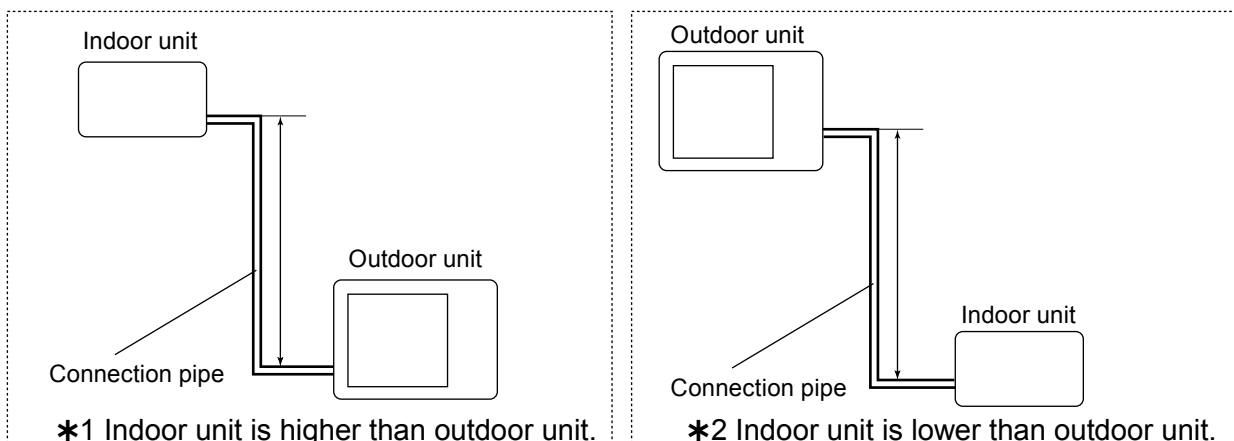 Indoor unit
Outdoor unit
Connection pipe
✱1 Indoor unit is higher than outdoor unit.
Outdoor unit
Indoor unit
Connection pipe
✱2 Indoor unit is lower than outdoor unit.